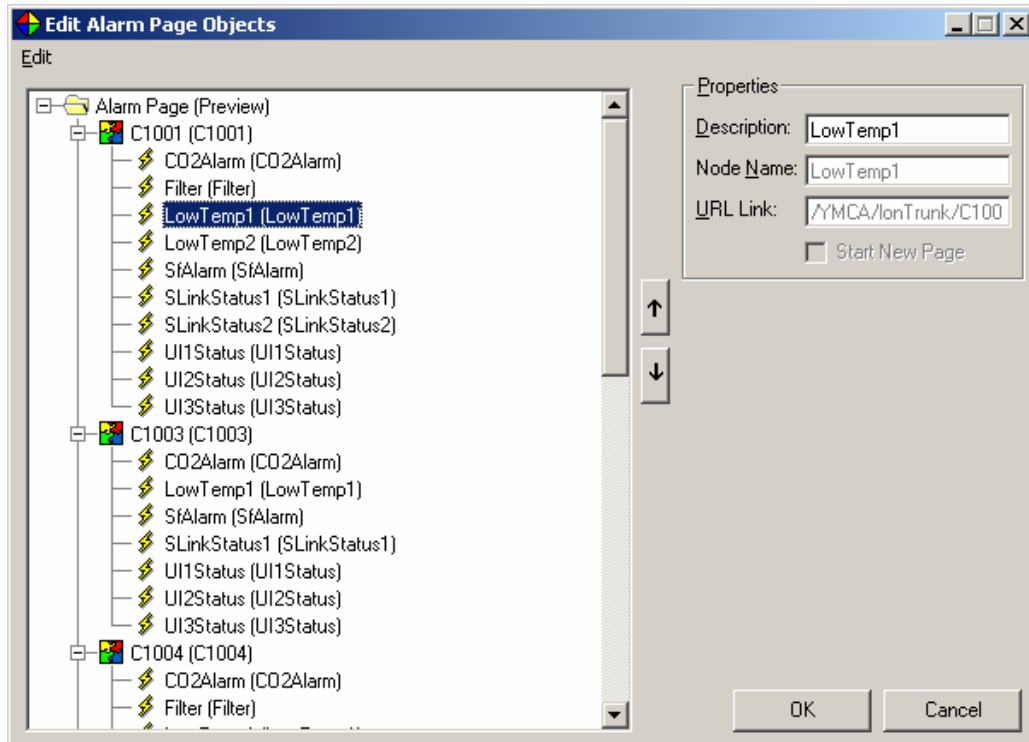 Edit Alarm Page Objects
Edit
Alarm Page (Preview)
C1001 (C1001)
CO2Alarm (CO2Alarm)
Filter (Filter)
LowTemp1 (LowTemp1)
LowTemp2 (LowTemp2)
SfAlarm (SfAlarm)
SLinkStatus1 (SLinkStatus1)
SLinkStatus2 (SLinkStatus2)
UI1Status (UI1Status)
UI2Status (UI2Status)
UI3Status (UI3Status)
C1003 (C1003)
CO2Alarm (CO2Alarm)
LowTemp1 (LowTemp1)
SfAlarm (SfAlarm)
SLinkStatus1 (SLinkStatus1)
UI1Status (UI1Status)
UI2Status (UI2Status)
UI3Status (UI3Status)
C1004 (C1004)
CO2Alarm (CO2Alarm)
Filter (Filter)
Properties
Description: LowTemp1
Node Name: LowTemp1
URL Link: /YMCA/lonTrunk/C100
Start New Page
OK Cancel